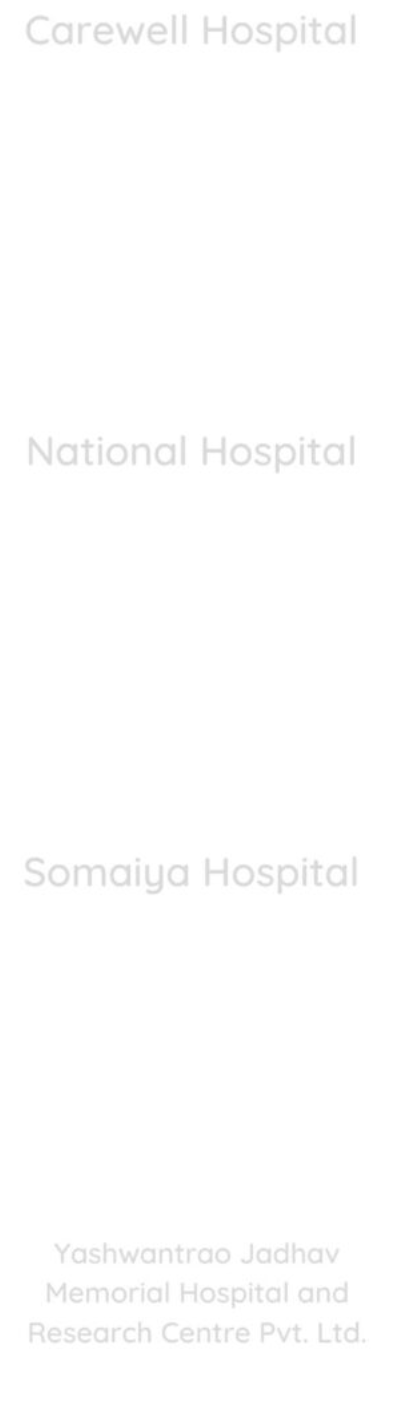 Carewell Hospital
National Hospital
Somaiya Hospital
Yashwantrao Jadhav
Memorial Hospital and
Research Centre Pvt. Ltd.